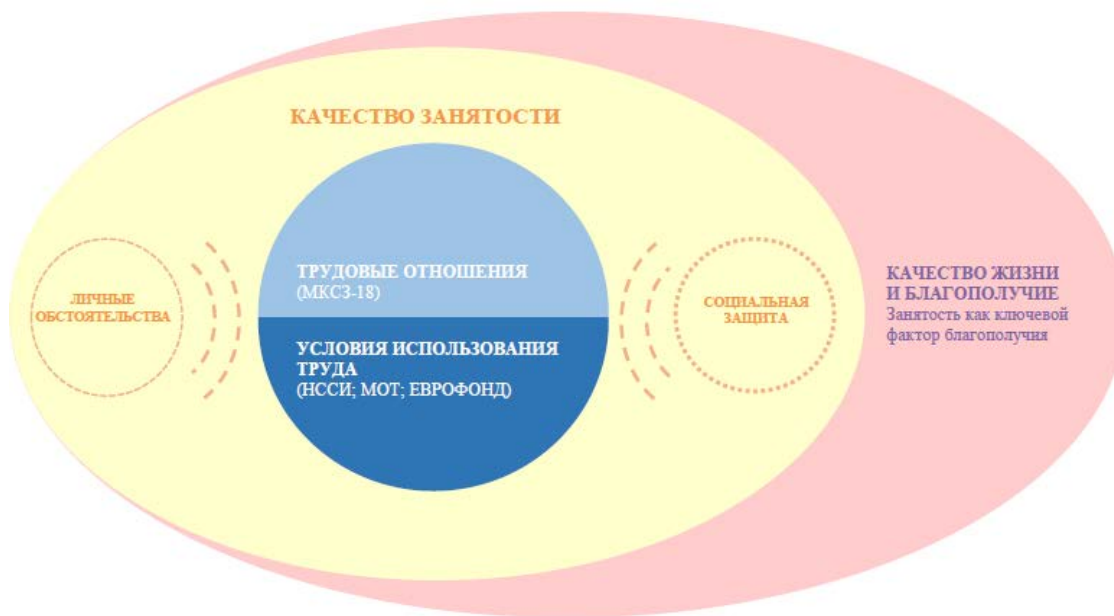 КАЧЕСТВО ЗАНЯТОСТИ
ТРУДОВЫЕ ОТНОШЕНИЯ
(МКСЗ-18)
УСЛОВИЯ ИСПОЛЬЗОВАНИЯ
ТРУДА
(НССИ; МОТ; ЕВРОФОНД)
ЛИЧНЫЕ
ОБСТОЯТЕЛЬСТВА
СОЦИАЛЬНАЯ
ЗАЩИТА
КАЧЕСТВО ЖИЗНИ
И БЛАГОПОЛУЧИЕ
Занятость как ключевой
фактор благополучия